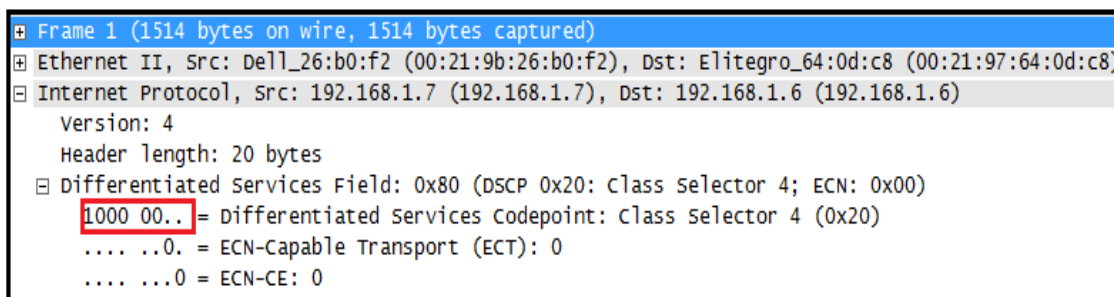 Frame 1 (1514 bytes on wire, 1514 bytes captured)
Ethernet II, Src: Dell_26:b0:f2 (00:21:9b:26:b0:f2), Dst: Elitegro_64:0d:c8 (00:21:97:64:0d:c8)
Internet Protocol, Src: 192.168.1.7 (192.168.1.7), Dst: 192.168.1.6 (192.168.1.6)
Version: 4
Header length: 20 bytes
Differentiated Services Field: 0x80 (DSCP 0x20: Class Selector 4; ECN: 0x00)
1000 00.. = Differentiated Services Codepoint: Class Selector 4 (0x20)
.... ..0. = ECN-Capable Transport (ECT): 0
.... ...0 = ECN-CE: 0